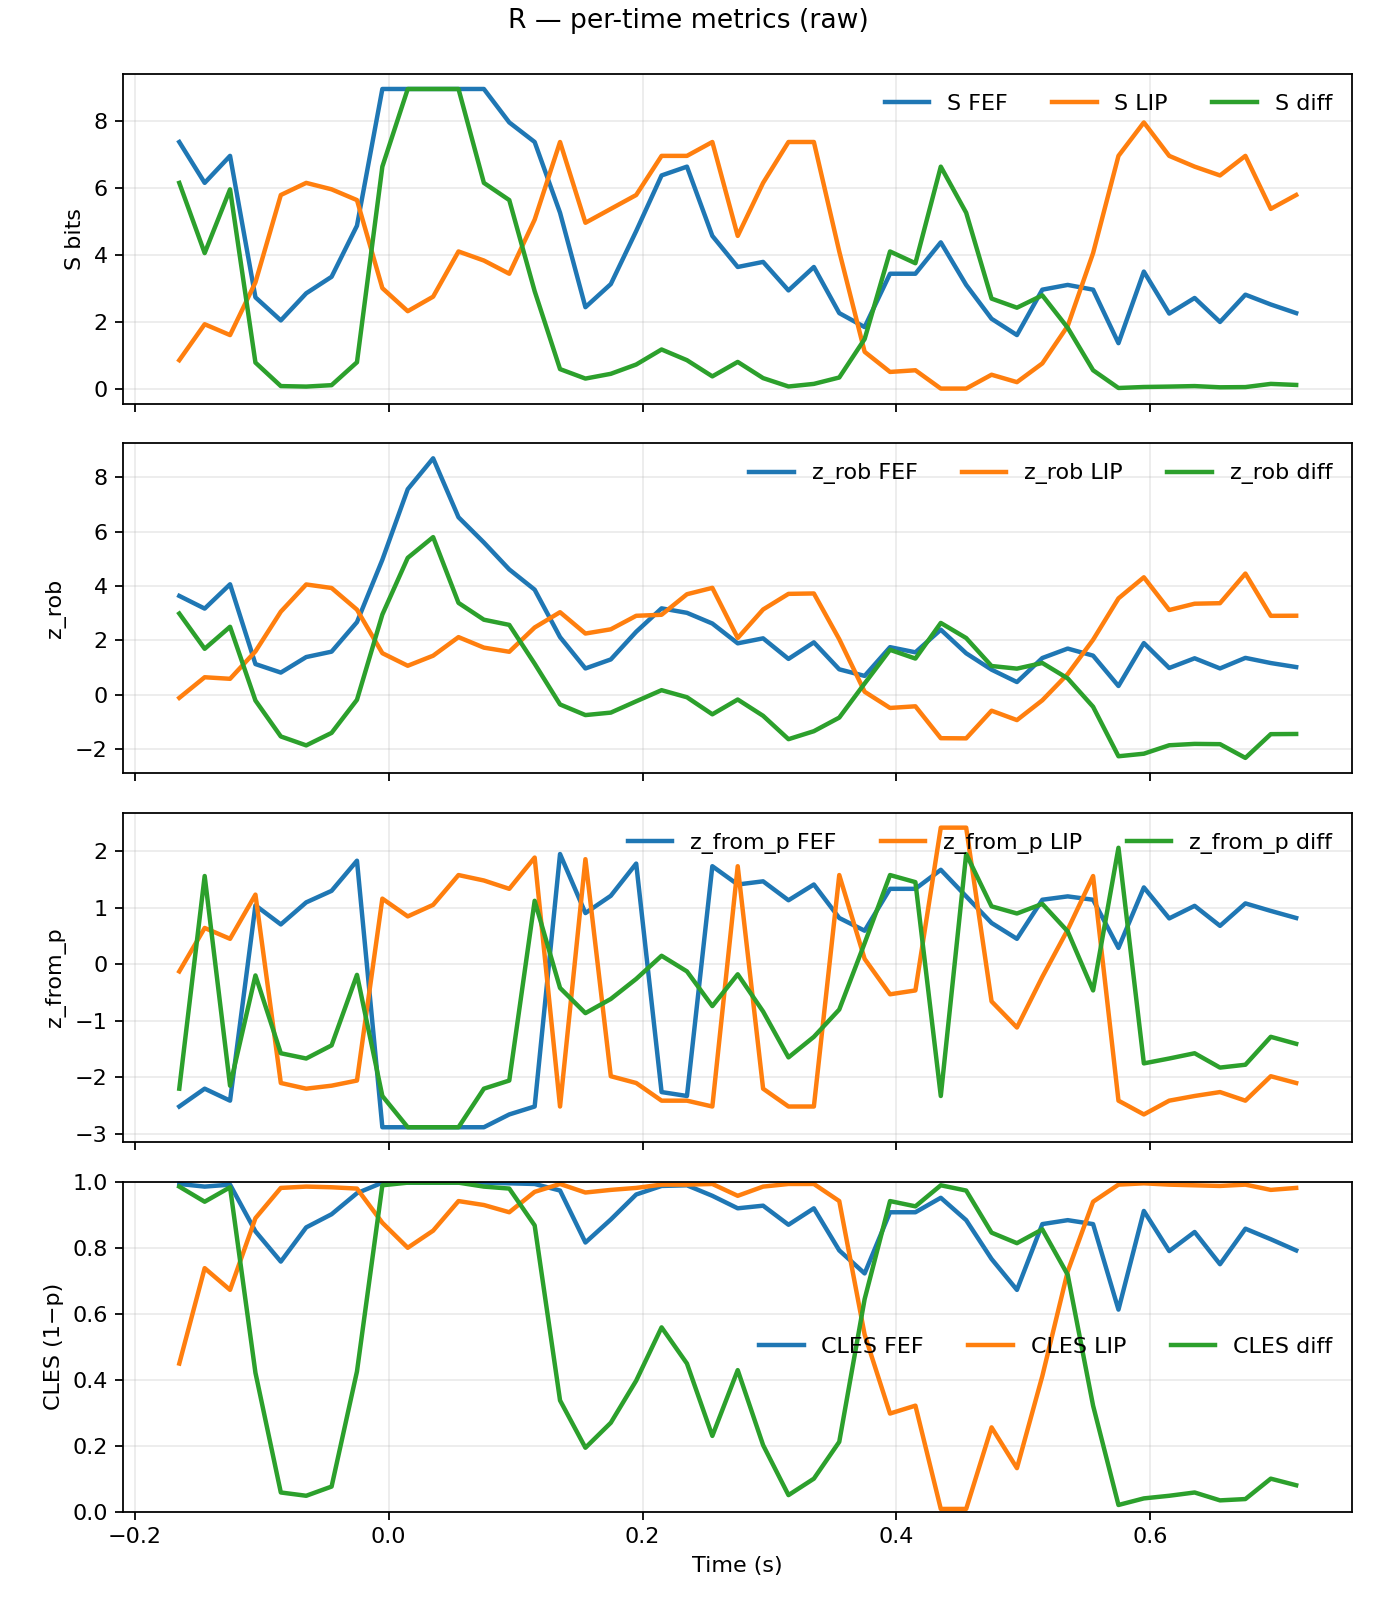 R — per-time metrics (raw)
S FEF S LIP S diff
8
6
4
2
0
S bits
z_rob FEF z_rob LIP z_rob diff
8
6
4
2
0
−2
z_rob
z_from_p FEF z_from_p LIP z_from_p diff
2
1
0
−1
−2
−3
z_from_p
CLES FEF CLES LIP CLES diff
1.0
0.8
0.6
0.4
0.2
0.0
CLES (1−p)
−0.2 0.0 0.2 0.4 0.6
Time (s)